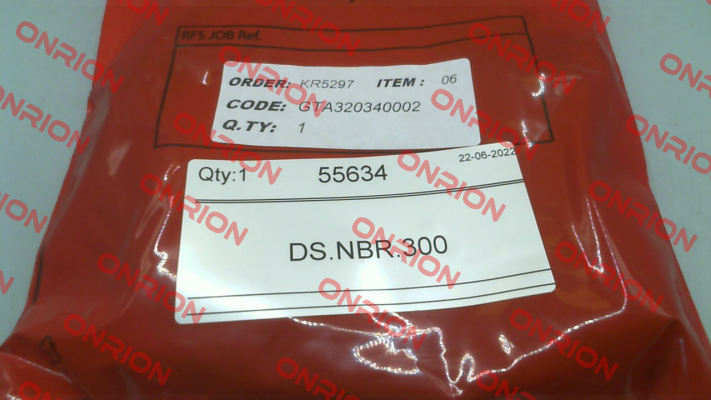 RFS JOB Ref.
ORDER: KR5297 ITEM: 06
CODE: GTA320340002
Q.TY: 1
22-06-2022
Qty:1 55634
DS.NBR.300
ONRION